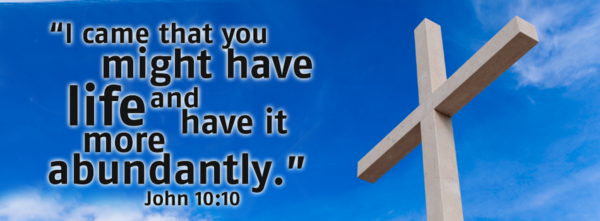 “I came that you
might have
life and
have it
more
abundantly.”
John 10:10